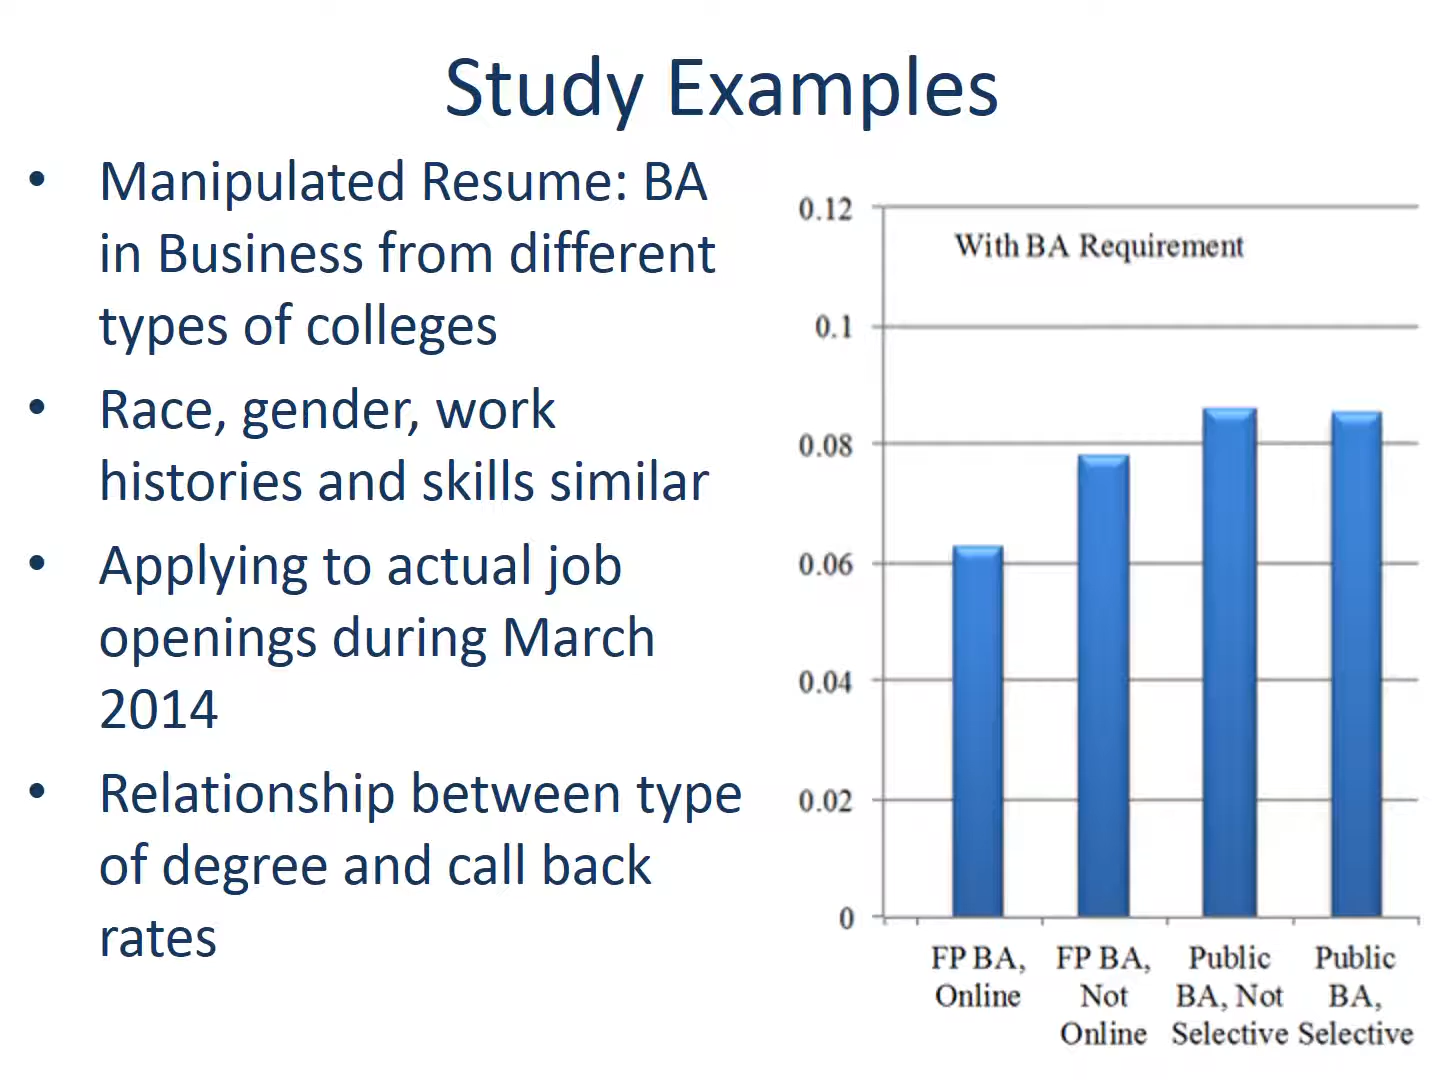 Study Examples
• Manipulated Resume: BA
in Business from different
types of colleges
• Race, gender, work
histories and skills similar
• Applying to actual job
openings during March
2014
• Relationship between type
of degree and call back
rates
With BA Requirement
0.12
0.1
0.08
0.06
0.04
0.02
0
FP BA,
Online
FP BA,
Not
Online
Public
BA, Not
Selective
Public
BA,
Selective